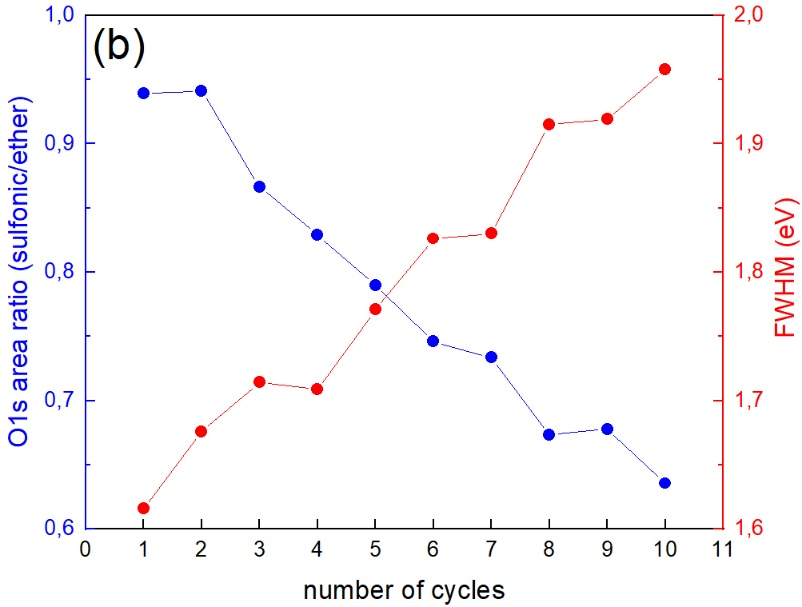 (b)
1,0
0,9
0,8
0,7
0,6
O1s area ratio (sulfonic/ether)
2,0
1,9
1,8
1,7
1,6
FWHM (eV)
0 1 2 3 4 5 6 7 8 9 10 11
number of cycles